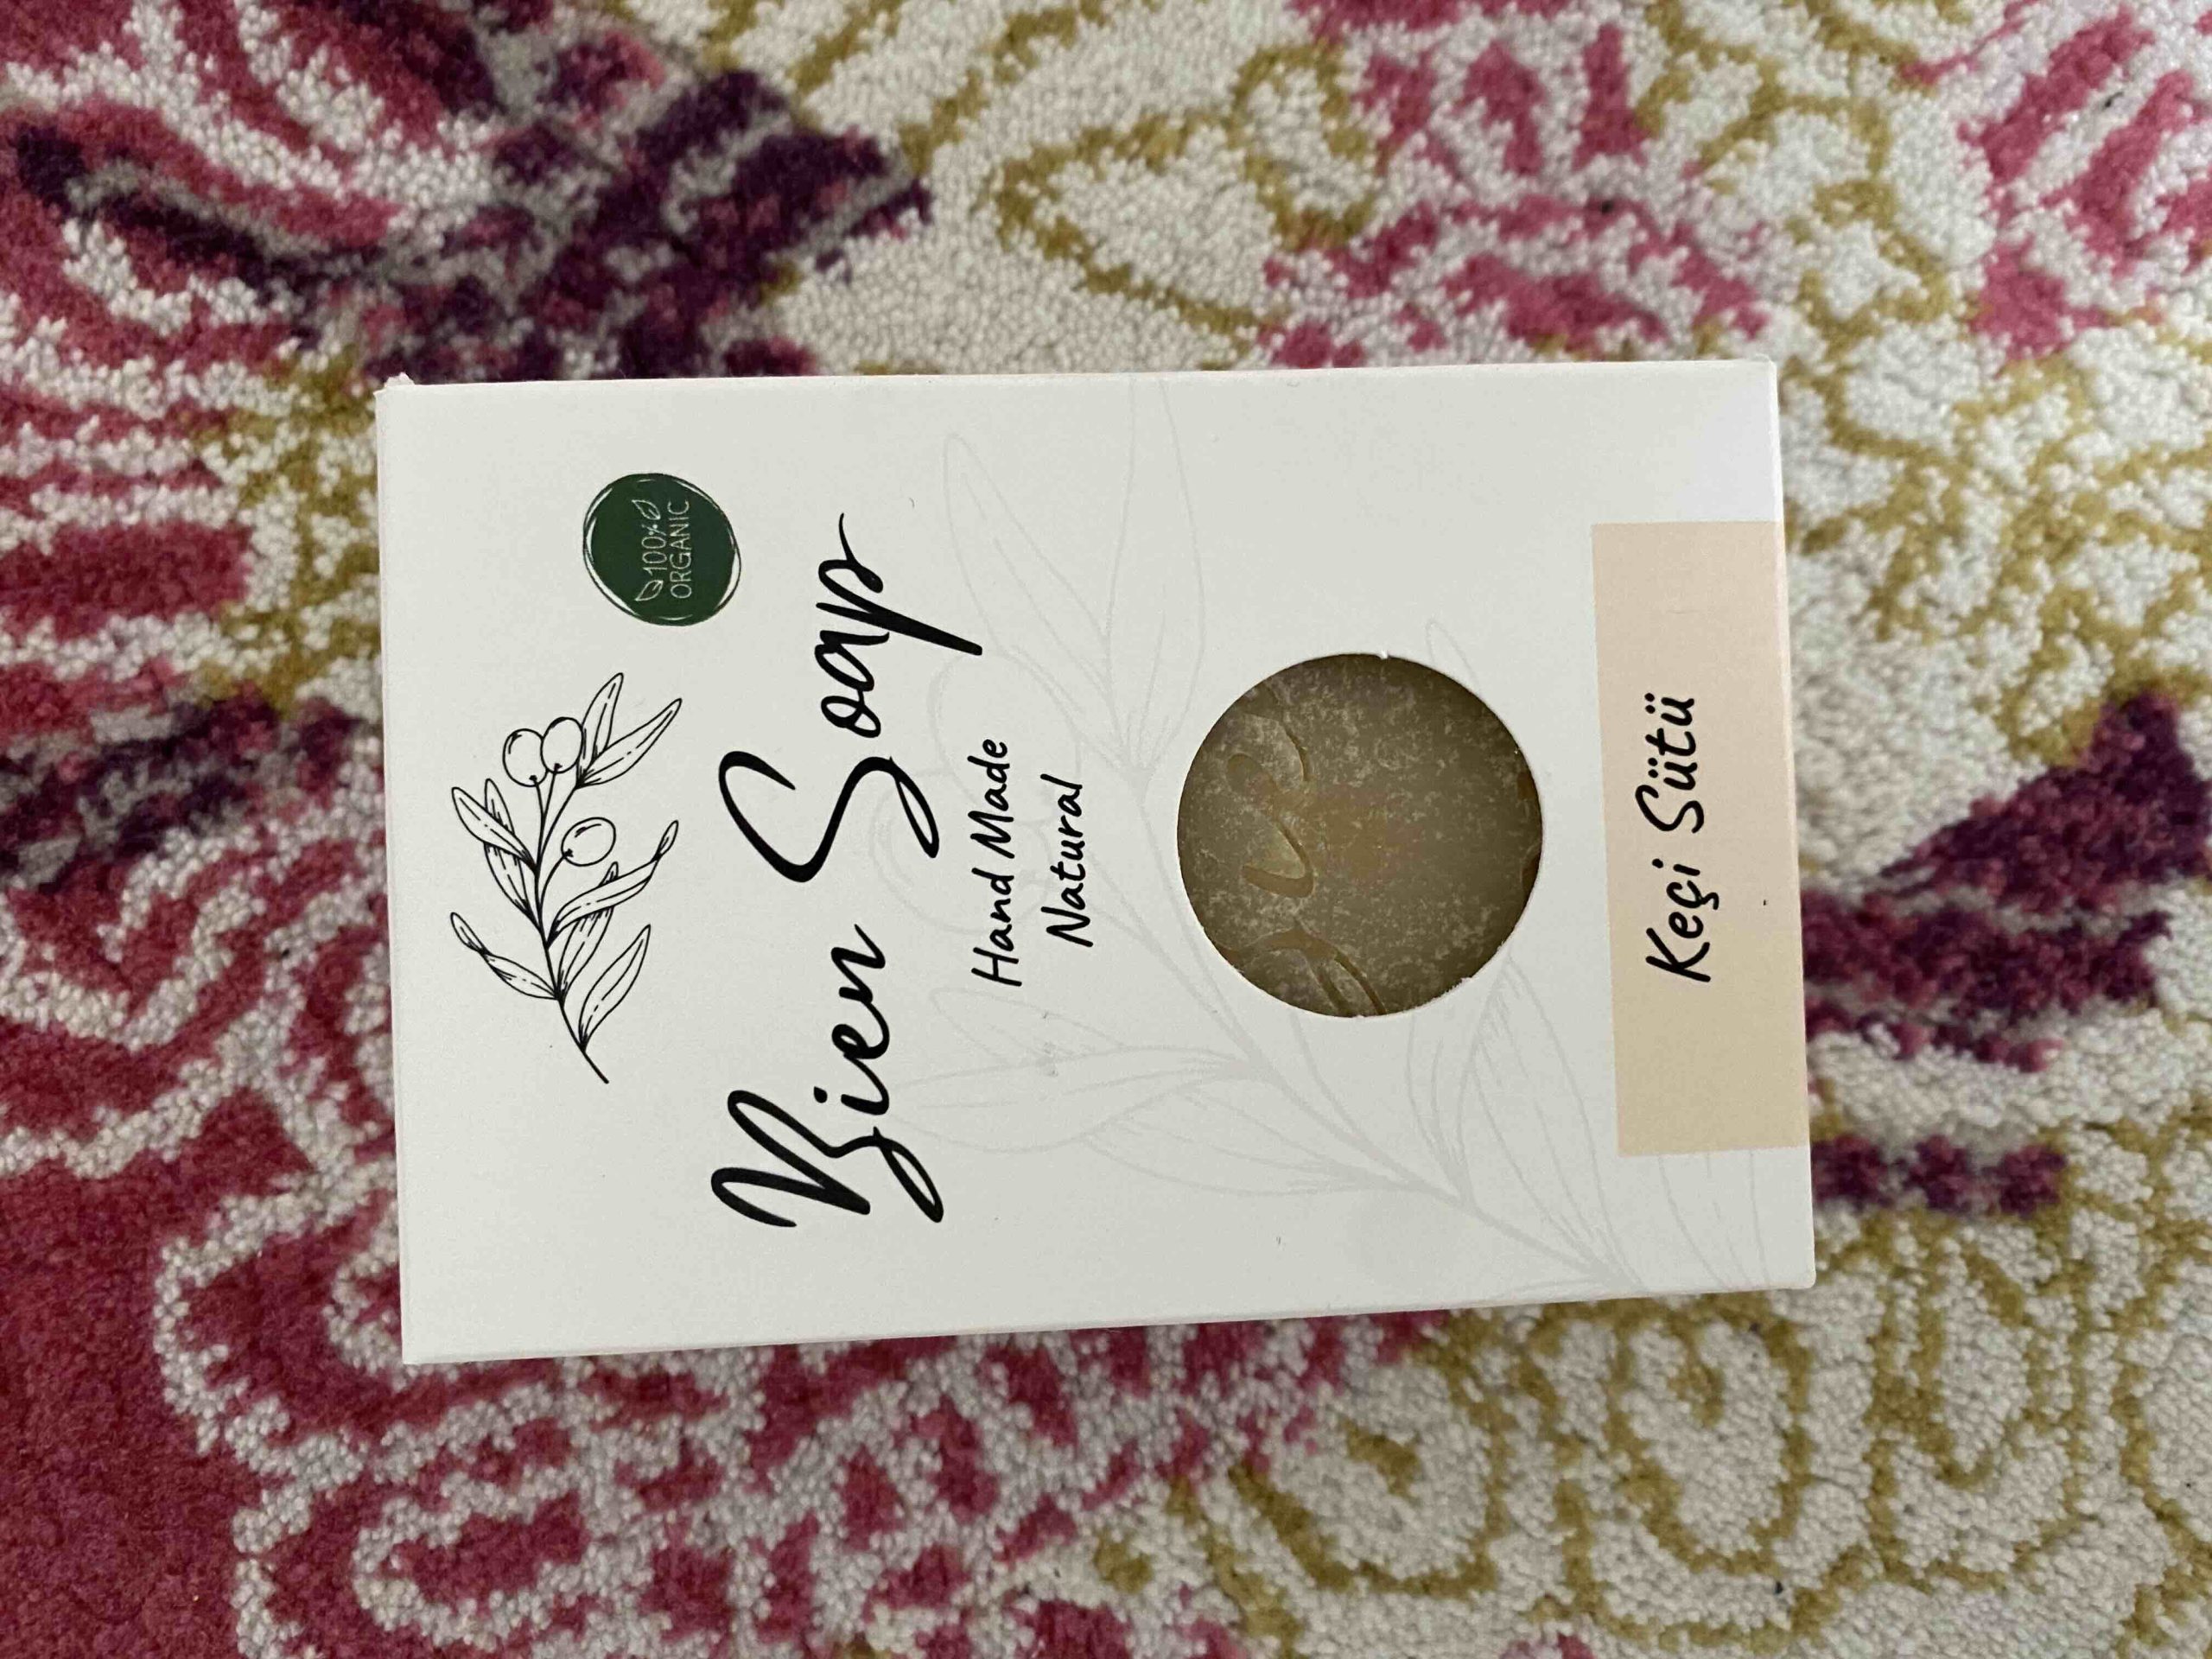 100%
ORGANIC
Bien Soap
Hand Made
Natural
Keçi Sütü